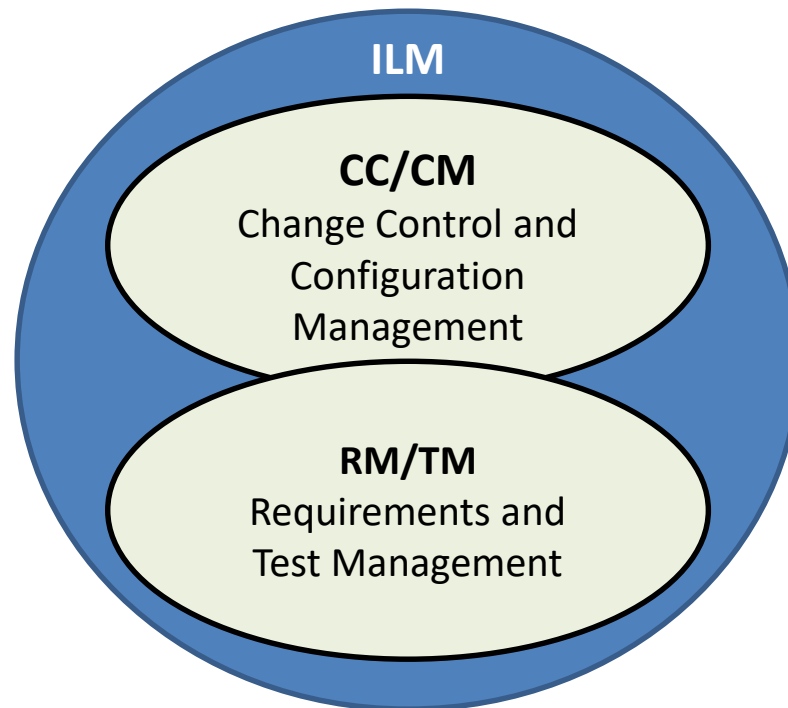 ILM
CC/CM
Change Control and
Configuration
Management
RM/TM
Requirements and
Test Management